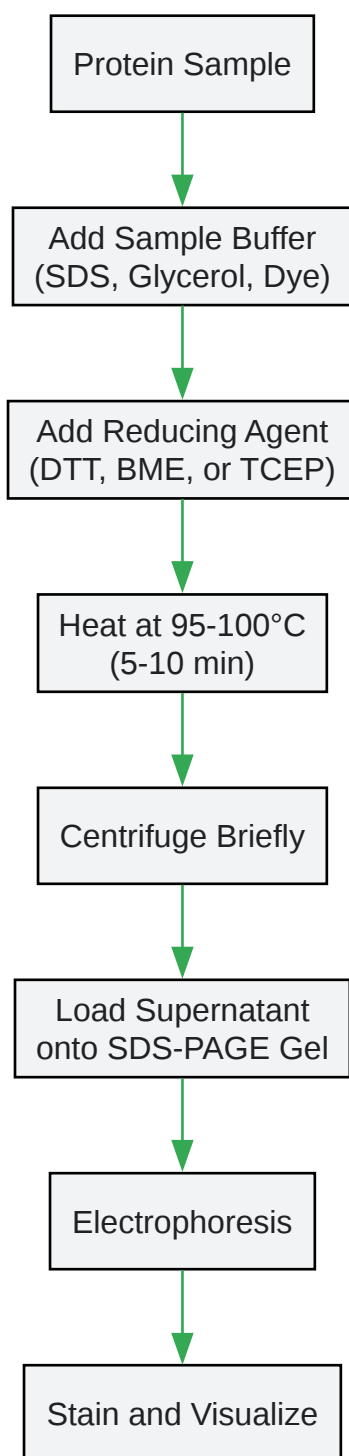 Protein Sample
Add Sample Buffer
(SDS, Glycerol, Dye)
Add Reducing Agent
(DTT, BME, or TCEP)
Heat at 95-100°C
(5-10 min)
Centrifuge Briefly
Load Supernatant
onto SDS-PAGE Gel
Electrophoresis
Stain and Visualize